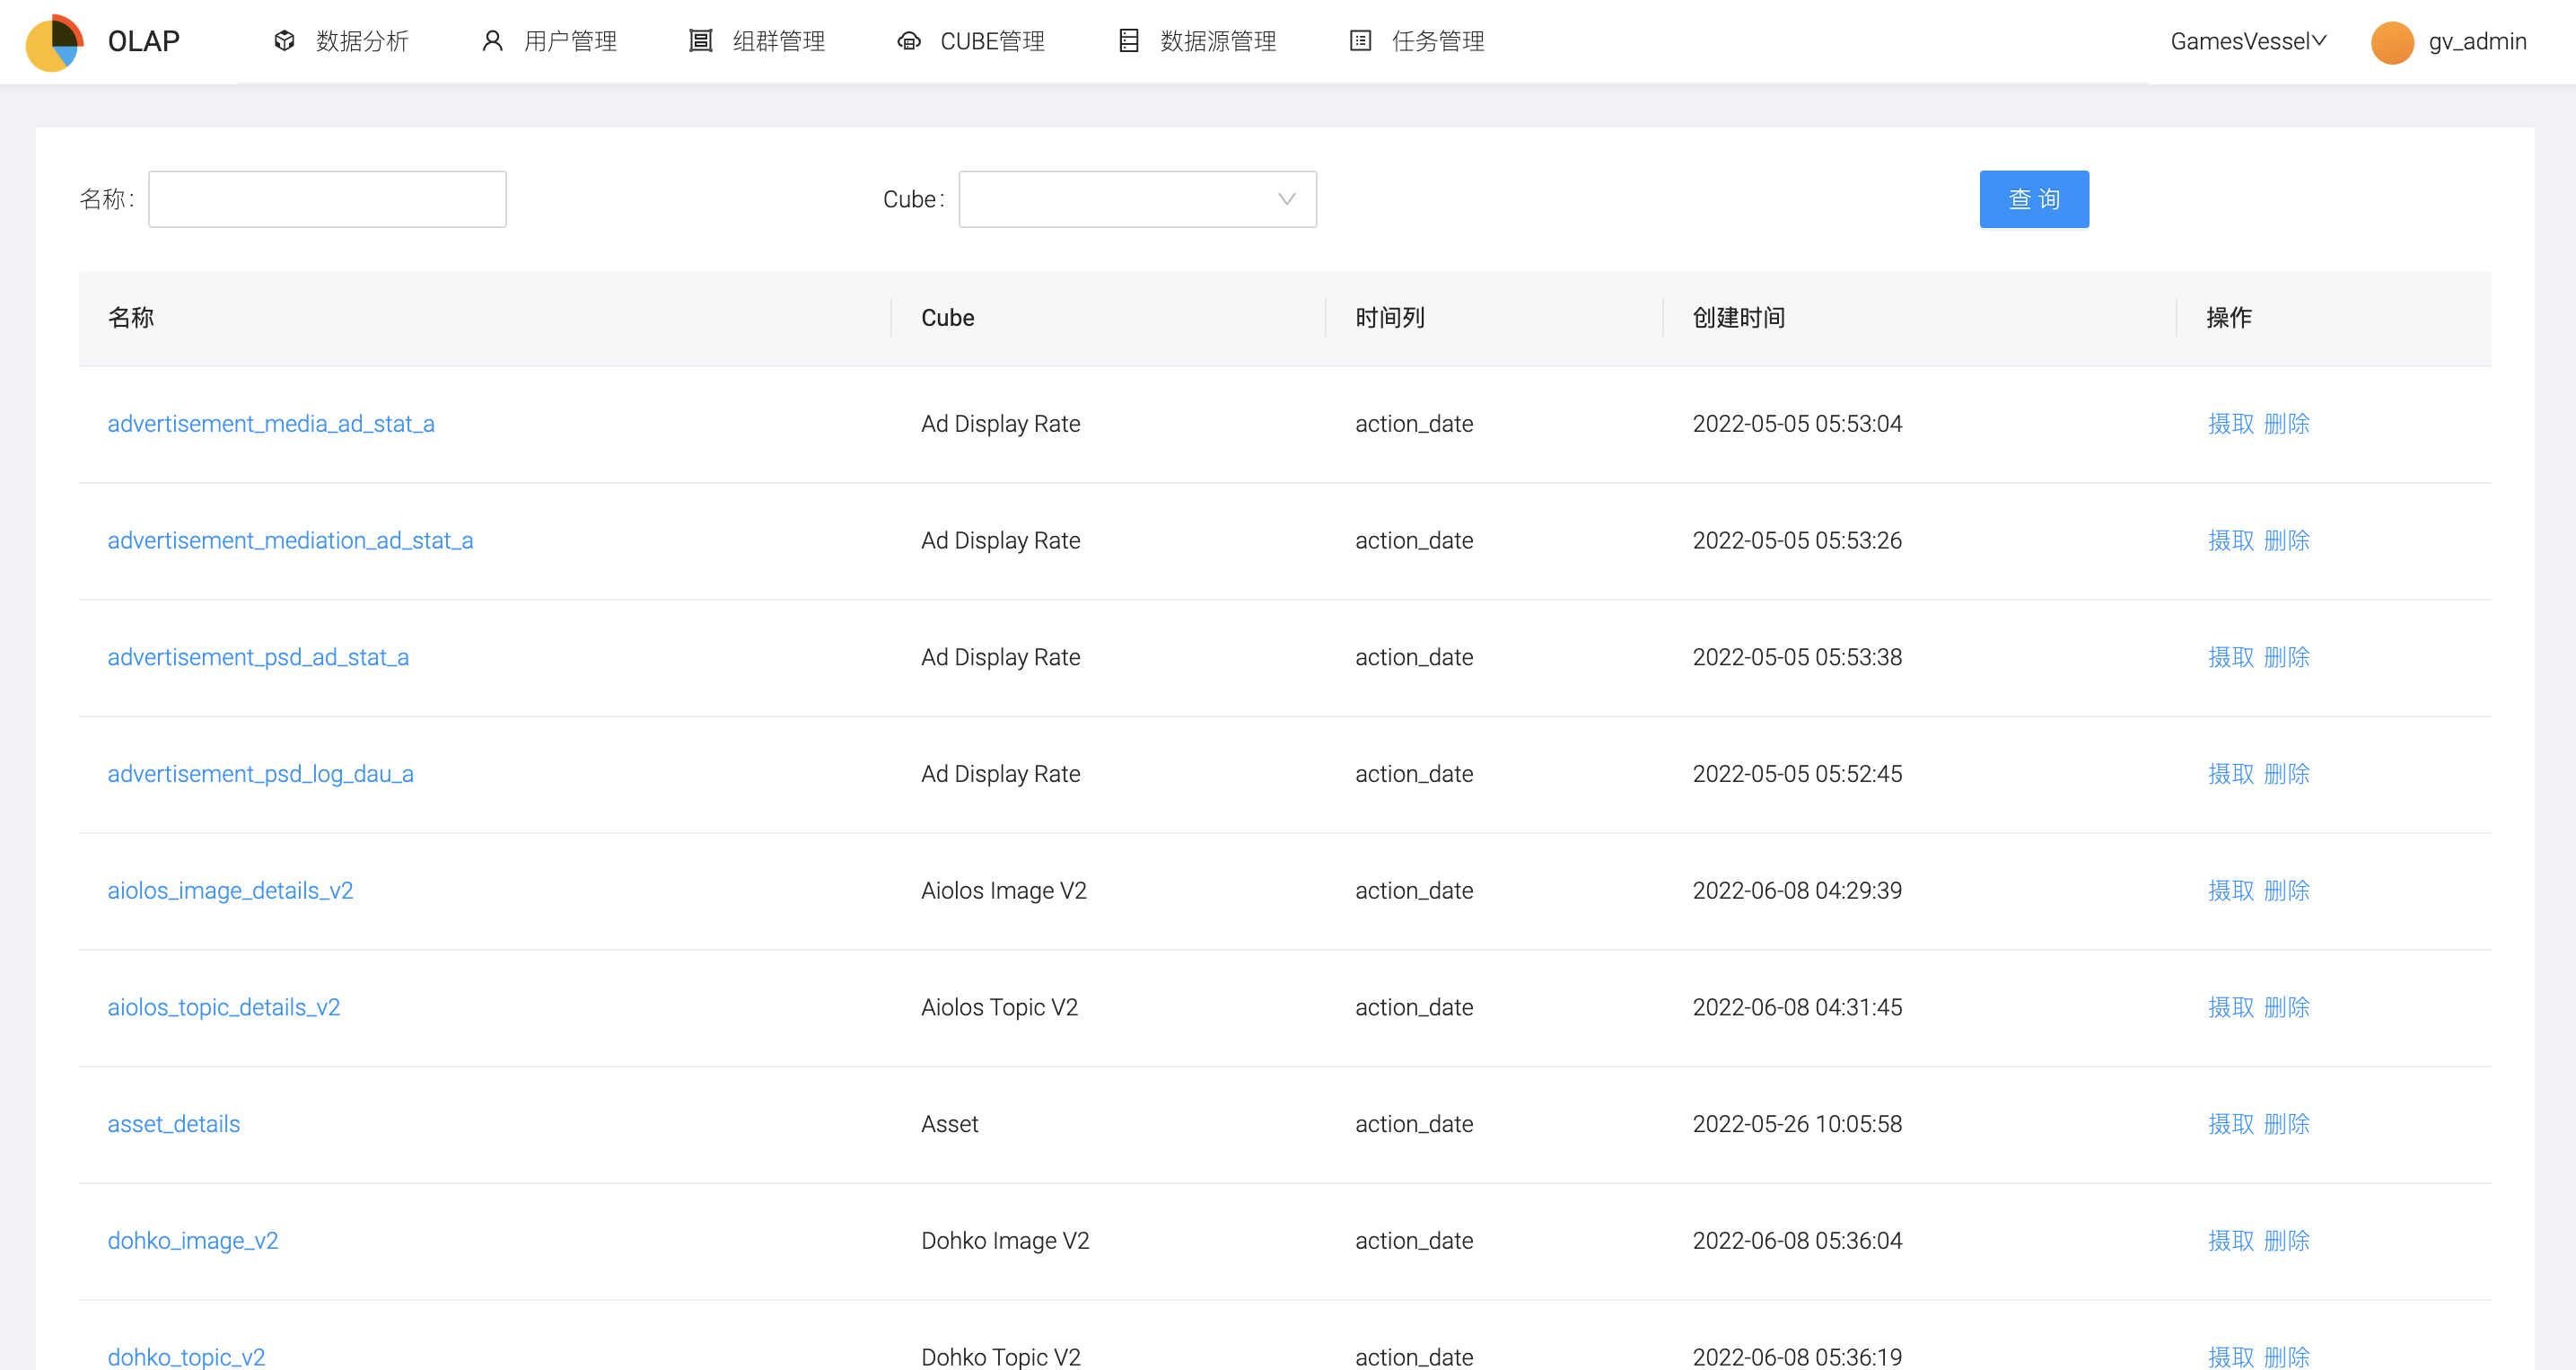 OLAP 数据分析 用户管理 组群管理 CUBE管理 数据源管理 任务管理 GamesVessel gv_admin
名称: Cube: 查 询
名称 Cube 时间列 创建时间 操作
advertisement_media_ad_stat_a Ad Display Rate action_date 2022-05-05 05:53:04 摄取 删除
advertisement_mediation_ad_stat_a Ad Display Rate action_date 2022-05-05 05:53:26 摄取 删除
advertisement_psd_ad_stat_a Ad Display Rate action_date 2022-05-05 05:53:38 摄取 删除
advertisement_psd_log_dau_a Ad Display Rate action_date 2022-05-05 05:52:45 摄取 删除
aiolos_image_details_v2 Aiolos Image V2 action_date 2022-06-08 04:29:39 摄取 删除
aiolos_topic_details_v2 Aiolos Topic V2 action_date 2022-06-08 04:31:45 摄取 删除
asset_details Asset action_date 2022-05-26 10:05:58 摄取 删除
dohko_image_v2 Dohko Image V2 action_date 2022-06-08 05:36:04 摄取 删除
dohko_topic_v2 Dohko Topic V2 action_date 2022-06-08 05:36:19 摄取 删除